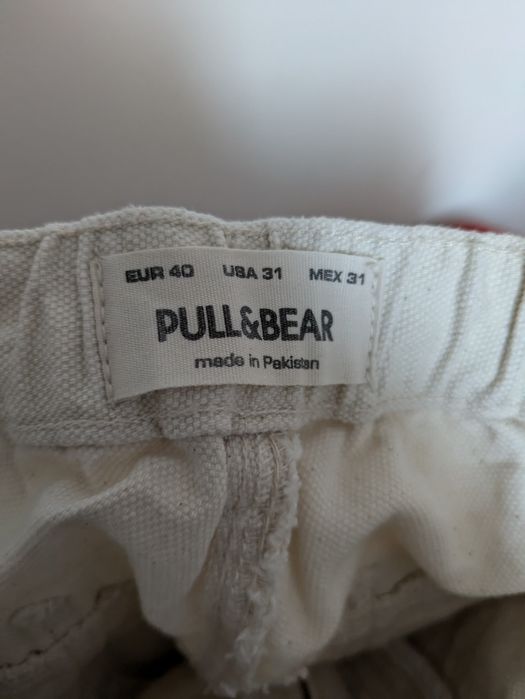 EUR 40 USA 31 MEX 31
PULL&BEAR
made in Pakistan